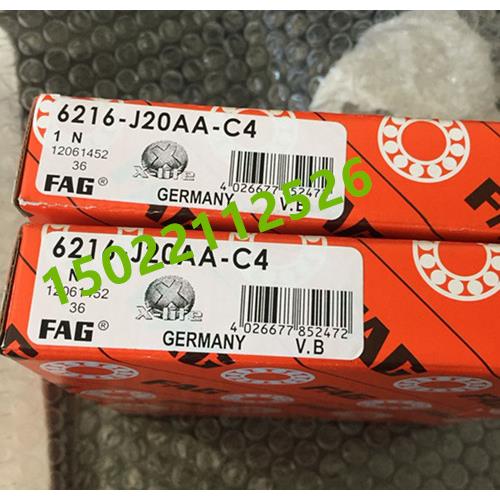 6216-J20AA-C4
1 N
12061452
36
FAG®
X-life
GERMANY
4 026677 852472
V.B
15022112526
6216-J20AA-C4
N
12061452
36
FAG®
X-life
GERMANY
4 026677 852472
V.B
FAG
FAG